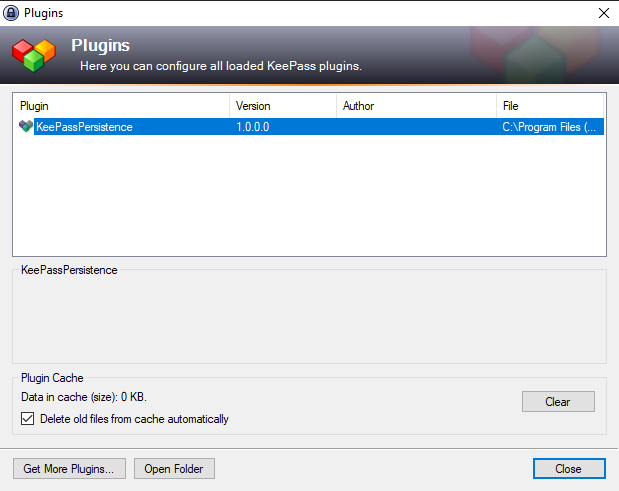 Plugins
Plugins
Here you can configure all loaded KeePass plugins.
Plugin Version Author File
KeePassPersistence 1.0.0.0 C:\Program Files (...
KeePassPersistence
Plugin Cache
Data in cache (size): 0 KB.
Clear
Delete old files from cache automatically
Get More Plugins... Open Folder Close